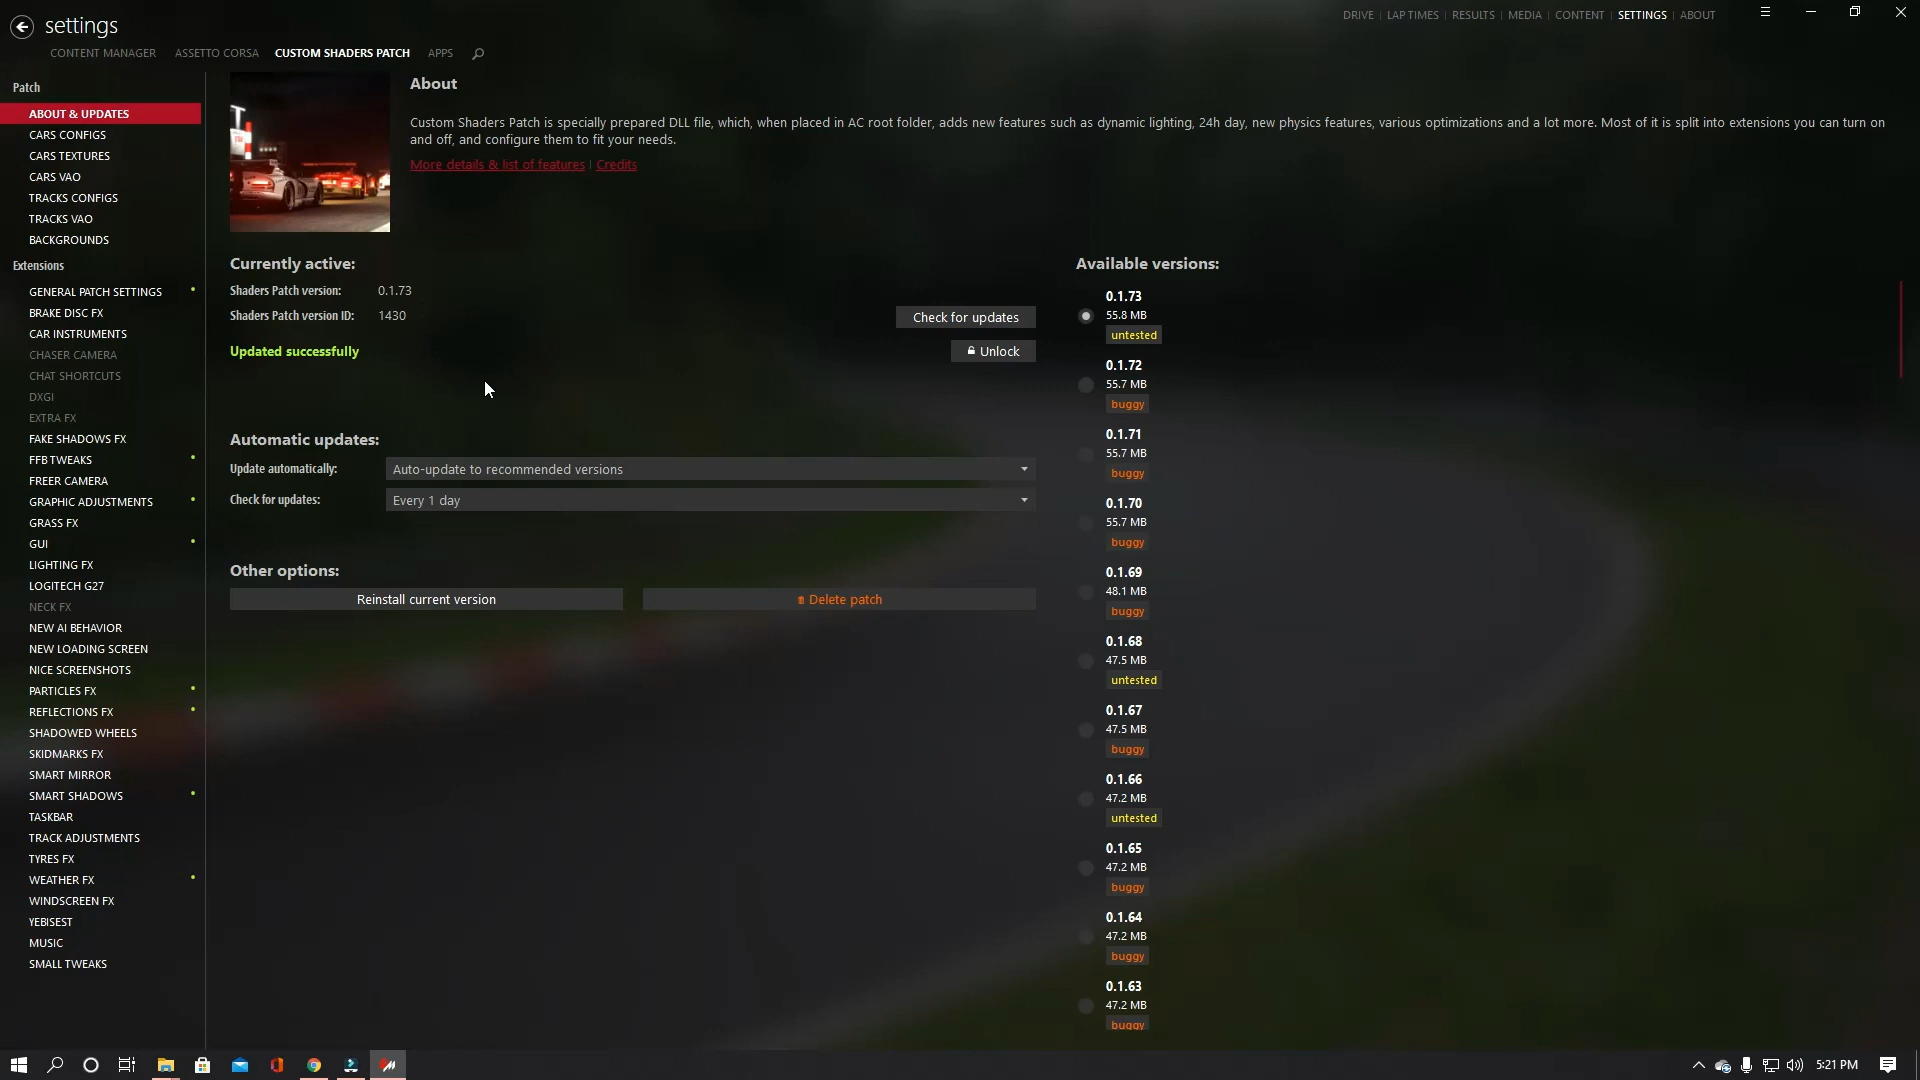 settings
DRIVE | LAP TIMES | RESULTS | MEDIA | CONTENT | SETTINGS | ABOUT
CONTENT MANAGER ASSETTO CORSA CUSTOM SHADERS PATCH APPS
Patch
ABOUT & UPDATES
CARS CONFIGS
CARS TEXTURES
CARS VAO
TRACKS CONFIGS
TRACKS VAO
BACKGROUNDS
Extensions
GENERAL PATCH SETTINGS
BRAKE DISC FX
CAR INSTRUMENTS
CHASER CAMERA
CHAT SHORTCUTS
DXGI
EXTRA FX
FAKE SHADOWS FX
FFB TWEAKS
FREER CAMERA
GRAPHIC ADJUSTMENTS
GRASS FX
GUI
LIGHTING FX
LOGITECH G27
NECK FX
NEW AI BEHAVIOR
NEW LOADING SCREEN
NICE SCREENSHOTS
PARTICLES FX
REFLECTIONS FX
SHADOWED WHEELS
SKIDMARKS FX
SMART MIRROR
SMART SHADOWS
TASKBAR
TRACK ADJUSTMENTS
TYRES FX
WEATHER FX
WINDSCREEN FX
YEBISEST
MUSIC
SMALL TWEAKS
About
Custom Shaders Patch is specially prepared DLL file, which, when placed in AC root folder, adds new features such as dynamic lighting, 24h day, new physics features, various optimizations and a lot more. Most of it is split into extensions you can turn on
and off, and configure them to fit your needs.
More details & list of features | Credits
Currently active:
Shaders Patch version: 0.1.73
Shaders Patch version ID: 1430
Check for updates
Updated successfully
Unlock
Automatic updates:
Update automatically: Auto-update to recommended versions
Check for updates: Every 1 day
Other options:
Reinstall current version
Delete patch
Available versions:
0.1.73
55.8 MB
untested
0.1.72
55.7 MB
buggy
0.1.71
55.7 MB
buggy
0.1.70
55.7 MB
buggy
0.1.69
48.1 MB
buggy
0.1.68
47.5 MB
untested
0.1.67
47.5 MB
buggy
0.1.66
47.2 MB
untested
0.1.65
47.2 MB
buggy
0.1.64
47.2 MB
buggy
0.1.63
47.2 MB
buggy
5:21 PM